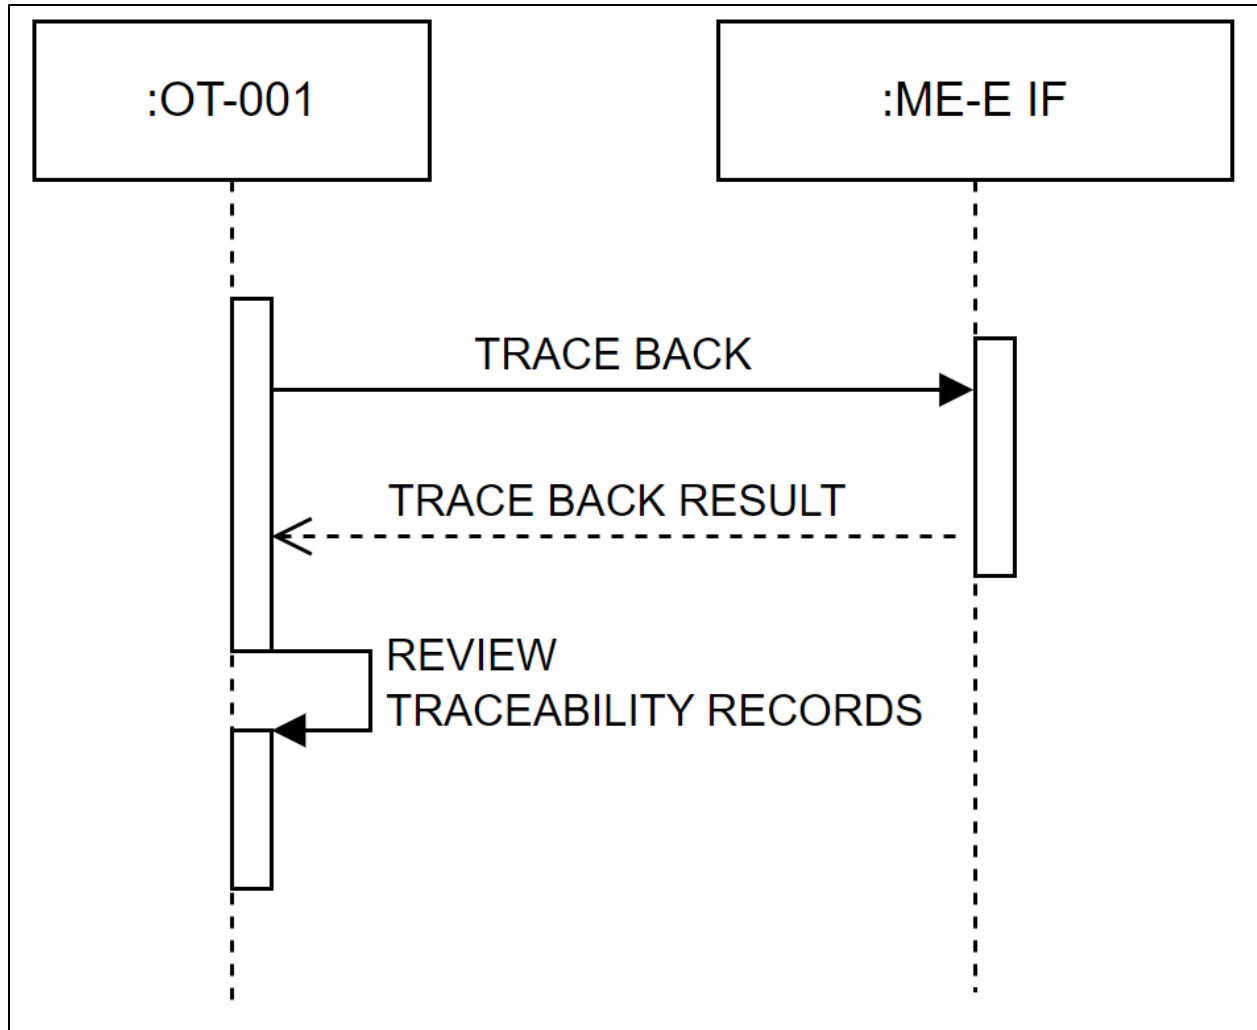 :OT-001
:ME-E IF
TRACE BACK
TRACE BACK RESULT
REVIEW
TRACEABILITY RECORDS